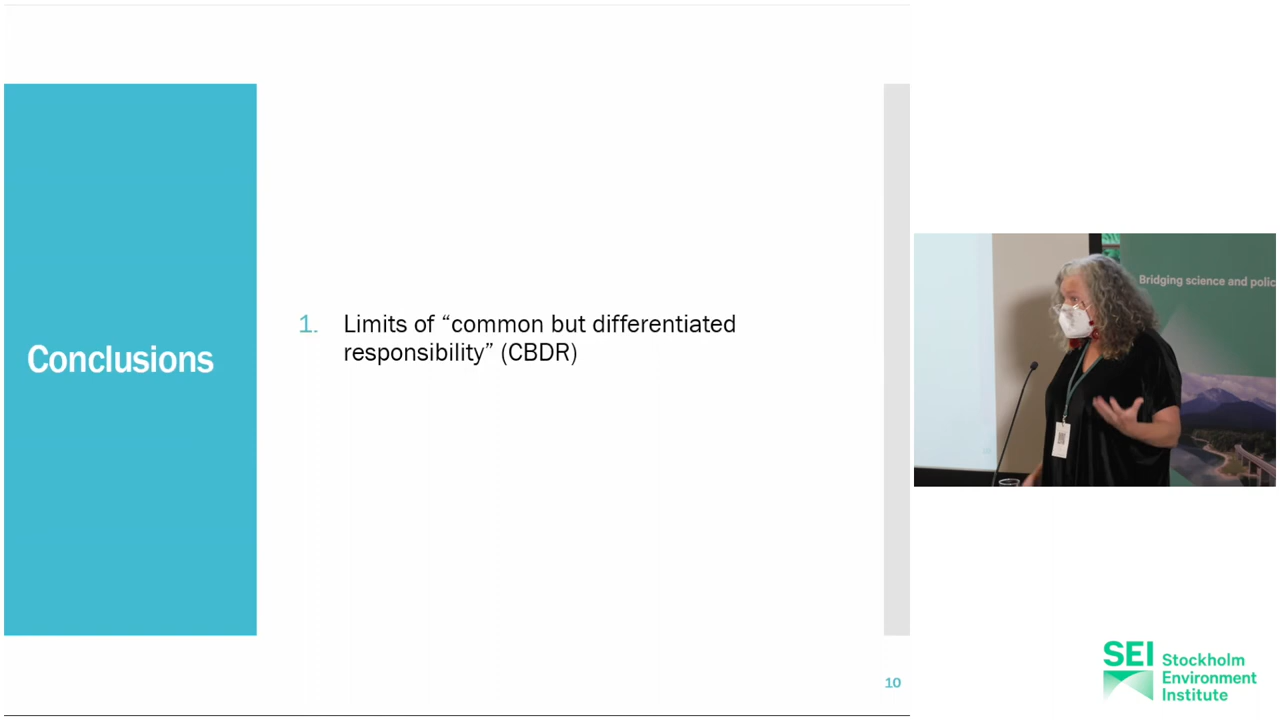 Conclusions
1. Limits of “common but differentiated
responsibility” (CBDR)
10
Bridging science and polic
SEI Stockholm
Environment
Institute